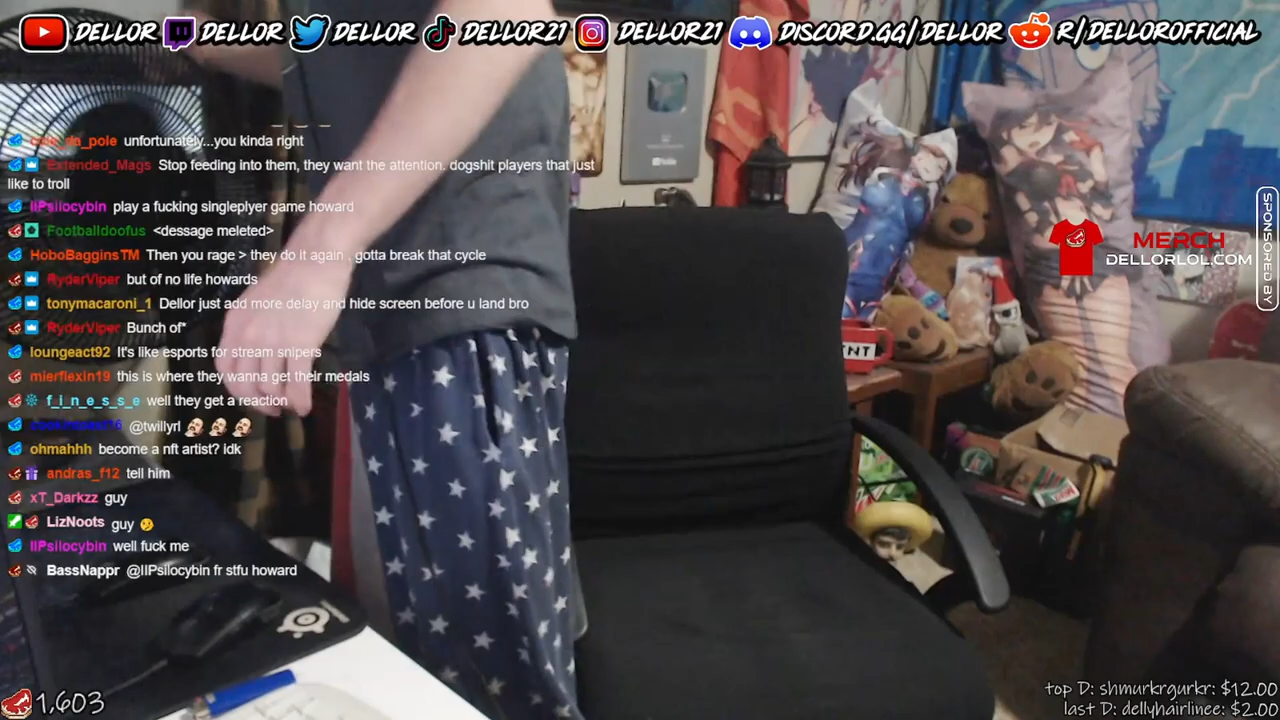 DELLOR DELLOR DELLOR DELLOR21 DELLOR21 DISCORD.GG/DELLOR R/DELLOROFFICIAL
unfortunately...you kinda right
Extended_Mags Stop feeding into them, they want the attention. dogshit players that just
like to troll
IIPsilocybin play a fucking singleplyer game howard
Footballdoofus <dessage meleted>
HoboBagginsTM Then you rage > they do it again . gotta break that cycle
RyderViper but of no life howards
tonymacaroni_1 Dellor just add more delay and hide screen before u land bro
RyderViper Bunch of*
loungeact92 It's like esports for stream snipers
mierflexin19 this is where they wanna get their medals
f_i_n_e_s_s_e well they get a reaction
@twillyrl
ohmahhh become a nft artist? idk
andras_f12 tell him
xT_Darkzz guy
LizNoots guy
IIPsilocybin well fuck me
BassNappr @IIPsilocybin fr stfu howard
1,603
MERCH
DELLORLOL.COM
SPONSORED BY
YouTube
NT
top D: shmurkrgurkr: $12.00
last D: dellyhairlinee: $2.00